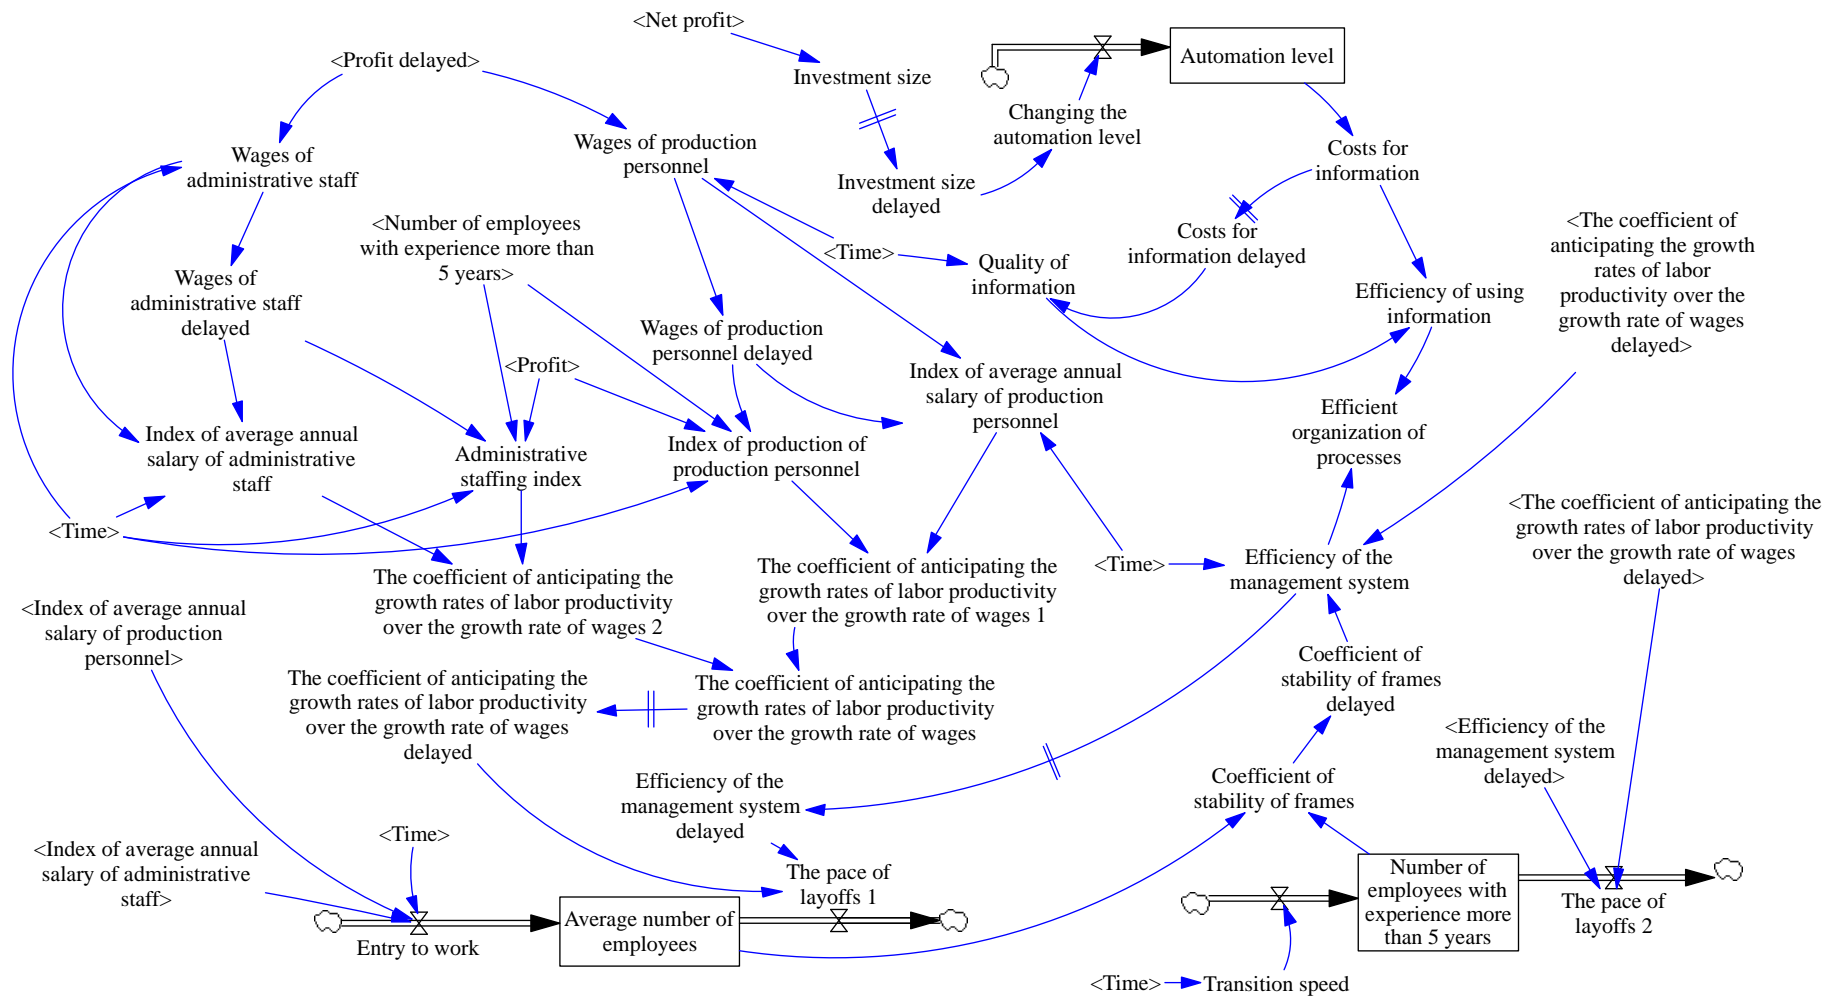 <Net profit>
<Profit delayed>
Investment size
Automation level
Changing the
automation level
Wages of
administrative staff
Wages of production
personnel
Investment size
delayed
Costs for
information
<Number of employees
with experience more than
5 years>
<Time>
Costs for
information delayed
<The coefficient of
anticipating the growth
rates of labor
productivity over the
growth rate of wages
delayed>
Wages of
administrative staff
delayed
Quality of
information
Efficiency of using
information
Wages of production
personnel delayed
<Profit>
Index of average annual
salary of production
personnel
Efficient
organization of
processes
Index of average annual
salary of administrative
staff
Administrative
staffing index
Index of production of
production personnel
<Time>
<The coefficient of anticipating the
growth rates of labor productivity
over the growth rate of wages
delayed>
<Time>
Efficiency of the
management system
The coefficient of anticipating the
growth rates of labor productivity
over the growth rate of wages 2
The coefficient of anticipating the
growth rates of labor productivity
over the growth rate of wages 1
<Index of average annual
salary of production
personnel>
Coefficient of
stability of frames
delayed
The coefficient of anticipating the
growth rates of labor productivity
over the growth rate of wages
delayed
The coefficient of anticipating the
growth rates of labor productivity
over the growth rate of wages
<Efficiency of the
management system
delayed>
Efficiency of the
management system
delayed
Coefficient of
stability of frames
<Time>
<Index of average annual
salary of administrative
staff>
The pace of
layoffs 1
Number of
employees with
experience more
than 5 years
The pace of
layoffs 2
Entry to work
Average number of
employees
<Time>
Transition speed